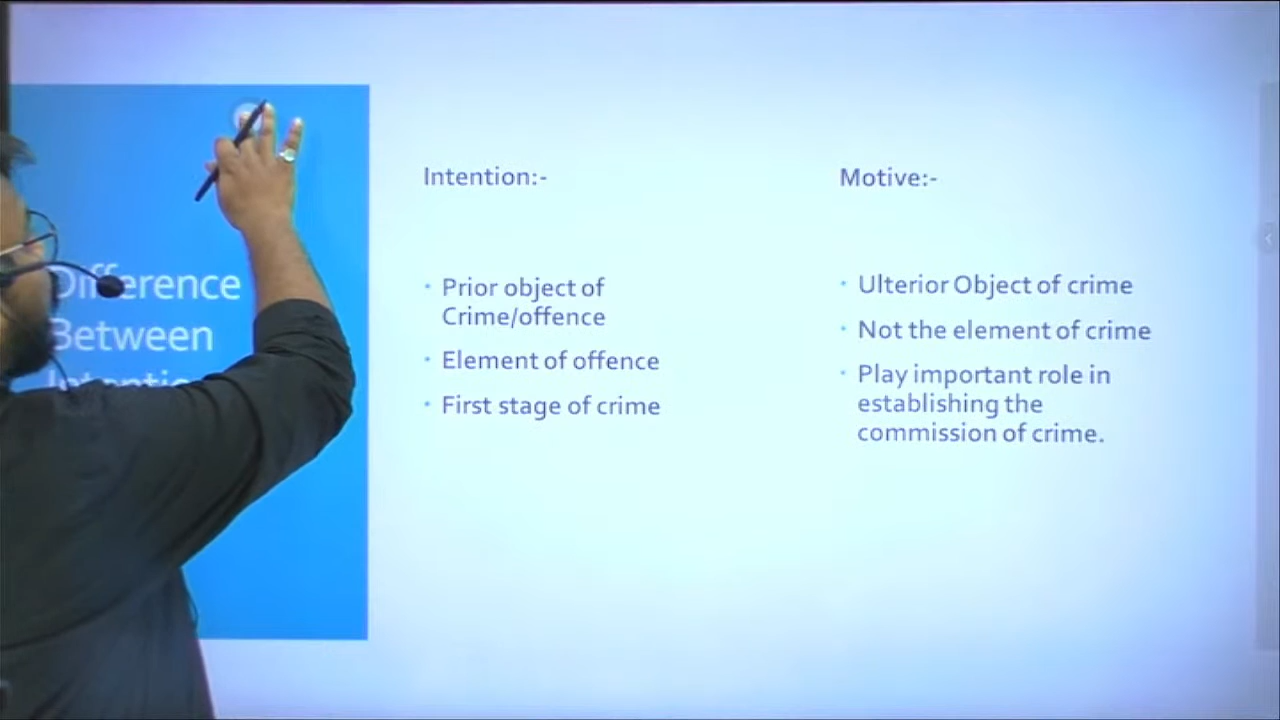 Difference
Between
Intention:-
Prior object of
Crime/offence
Element of offence
First stage of crime
Motive:-
Ulterior Object of crime
Not the element of crime
Play important role in
establishing the
commission of crime.